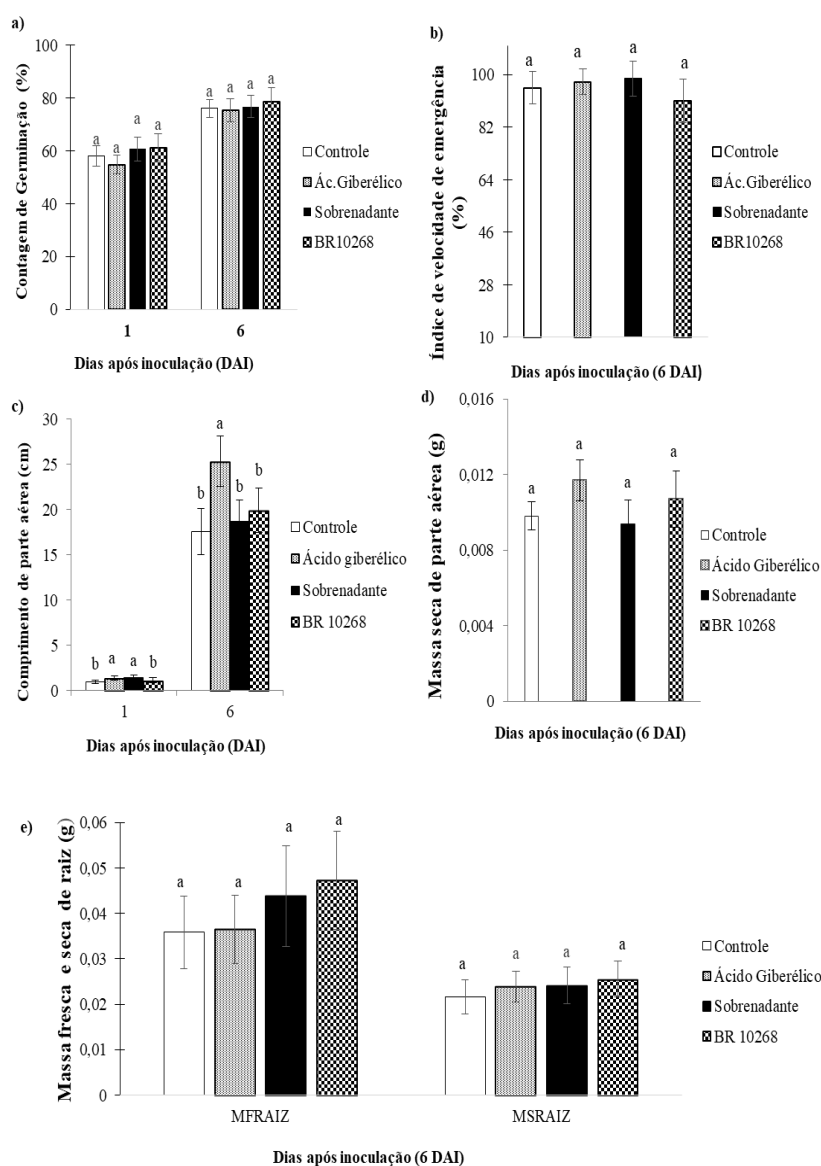 a)
Contagem de Germinação (%)
100
80
60
40
20
0
a a a a
a a a a
1 6
Dias após inoculação (DAI)
Controle
Ác.Giberélico
Sobrenadante
BR10268
b)
Índice de velocidade de emergência
(%)
100
82
64
46
28
10
a a a a
Dias após inoculação (6 DAI)
Controle
Ác.Giberélico
Sobrenadante
BR10268
c)
Comprimento de parte aérea (cm)
30
25
20
15
10
5
0
b a a b
b a b b
1 6
Dias após inoculação (DAI)
Controle
Ácido giberélico
Sobrenadante
BR 10268
d)
Massa seca de parte aérea (g)
0,016
0,012
0,008
0,004
0
a a a a
Dias após inoculação (6 DAI)
Controle
Ácido Giberélico
Sobrenadante
BR 10268
e)
Massa fresca e seca de raiz (g)
0,06
0,05
0,04
0,03
0,02
0,01
0
a a a a
a a a a
MFRAIZ MSRAIZ
Dias após inoculação (6 DAI)
Controle
Ácido Giberélico
Sobrenadante
BR 10268